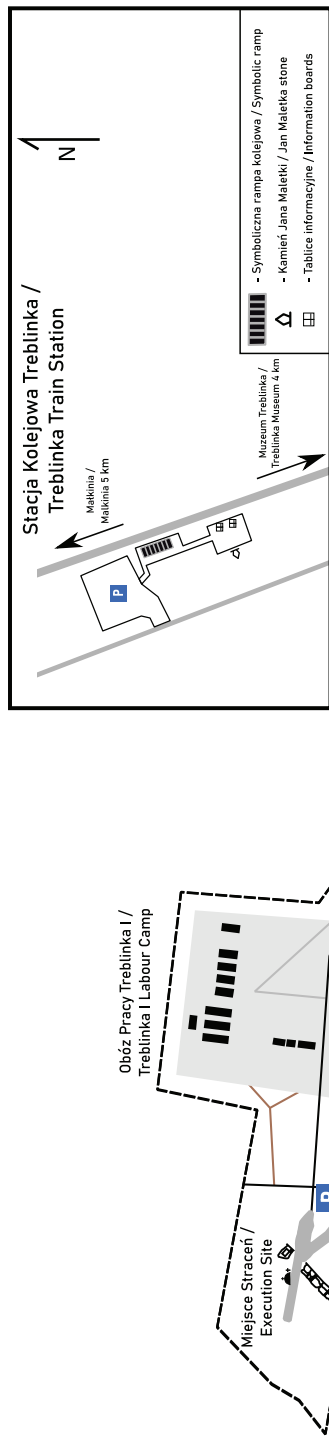 Stacja Kolejowa Treblinka /
Treblinka Train Station
N
Małkinia /
Malkinia 5 km
P
Muzeum Treblinka /
Treblinka Museum 4 km
- Symboliczna rampa kolejowa / Symbolic ramp
- Kamień Jana Maletki / Jan Maletka stone
- Tablice informacyjne / Information boards
Obóz Pracy Treblinka I /
Treblinka I Labour Camp
Miejsce Straceń /
Execution Site
P